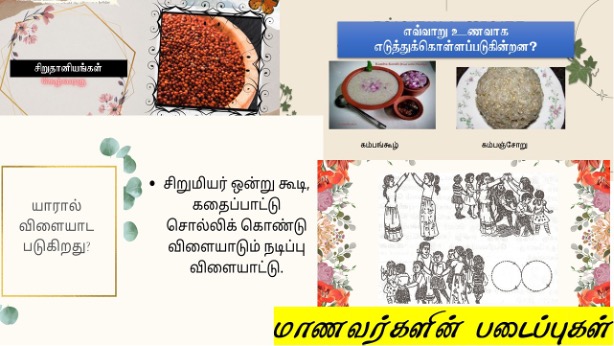 சிறுதானியங்கள்
எவ்வாறு உணவாக
எடுத்துக்கொள்ளப்படுகின்றன?
கம்பங்கூழ்
கம்பஞ்சோறு
யாரால்
விளையாட
படுகிறது?
• சிறுமியர் ஒன்று கூடி,
கதைப்பாட்டு
சொல்லிக் கொண்டு
விளையாடும் நடிப்பு
விளையாட்டு.
மாணவர்களின் படைப்புகள்